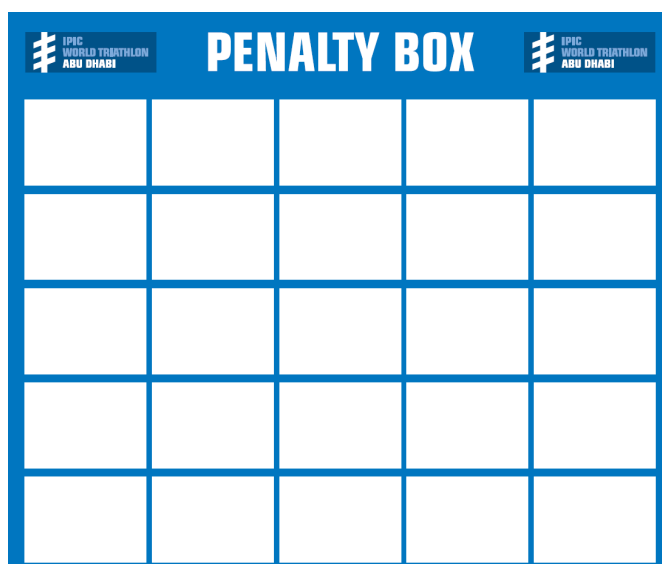 IPIC
WORLD TRIATHLON
ABU DHABI
PENALTY BOX
IPIC
WORLD TRIATHLON
ABU DHABI